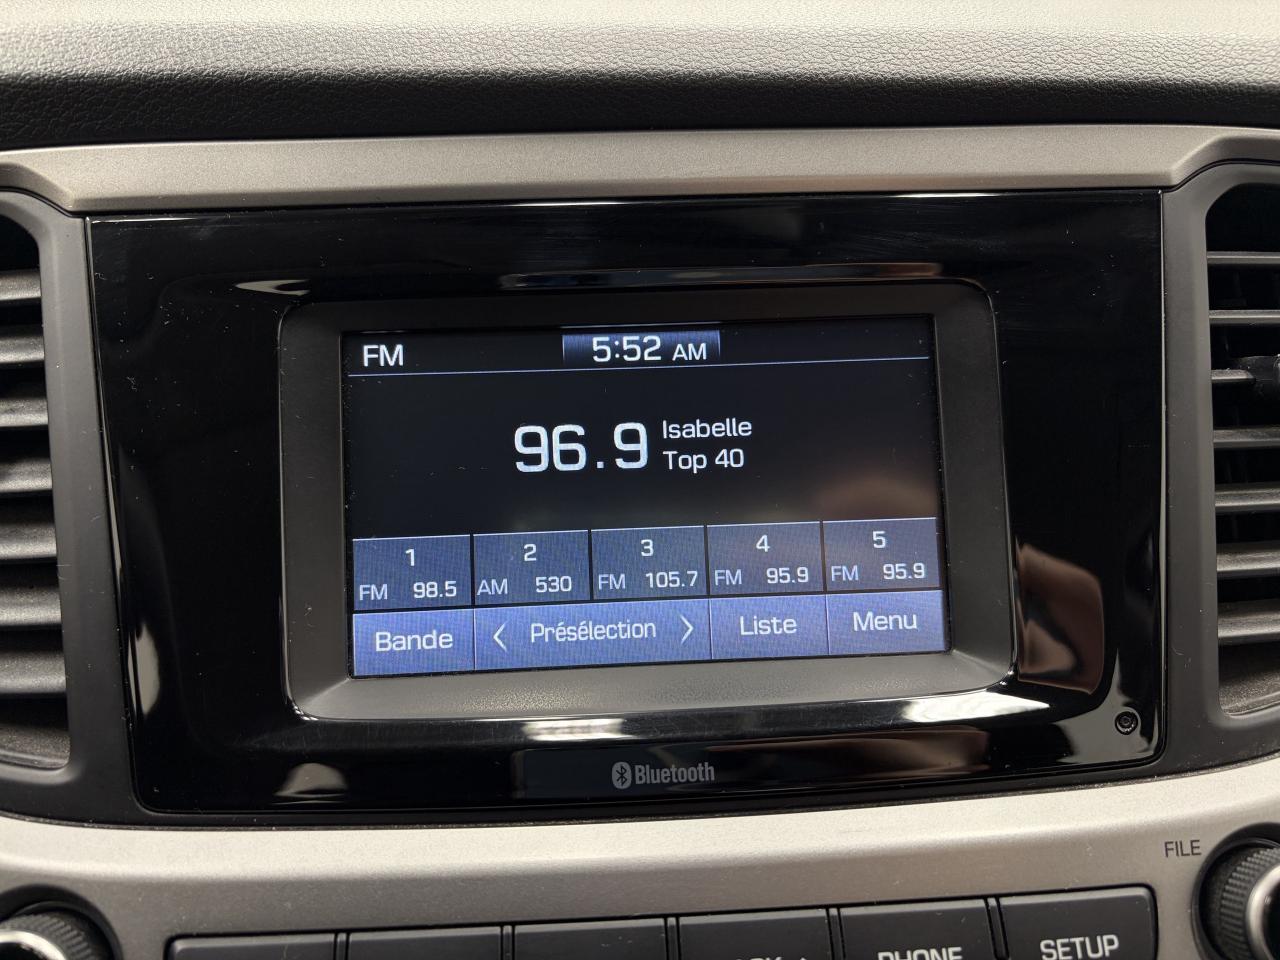 FM 5:52 AM
96.9 Isabelle
Top 40
1 2 3 4 5
FM 98.5 AM 530 FM 105.7 FM 95.9 FM 95.9
Bande < Présélection > Liste Menu
Bluetooth
FILE
PHONE SETUP